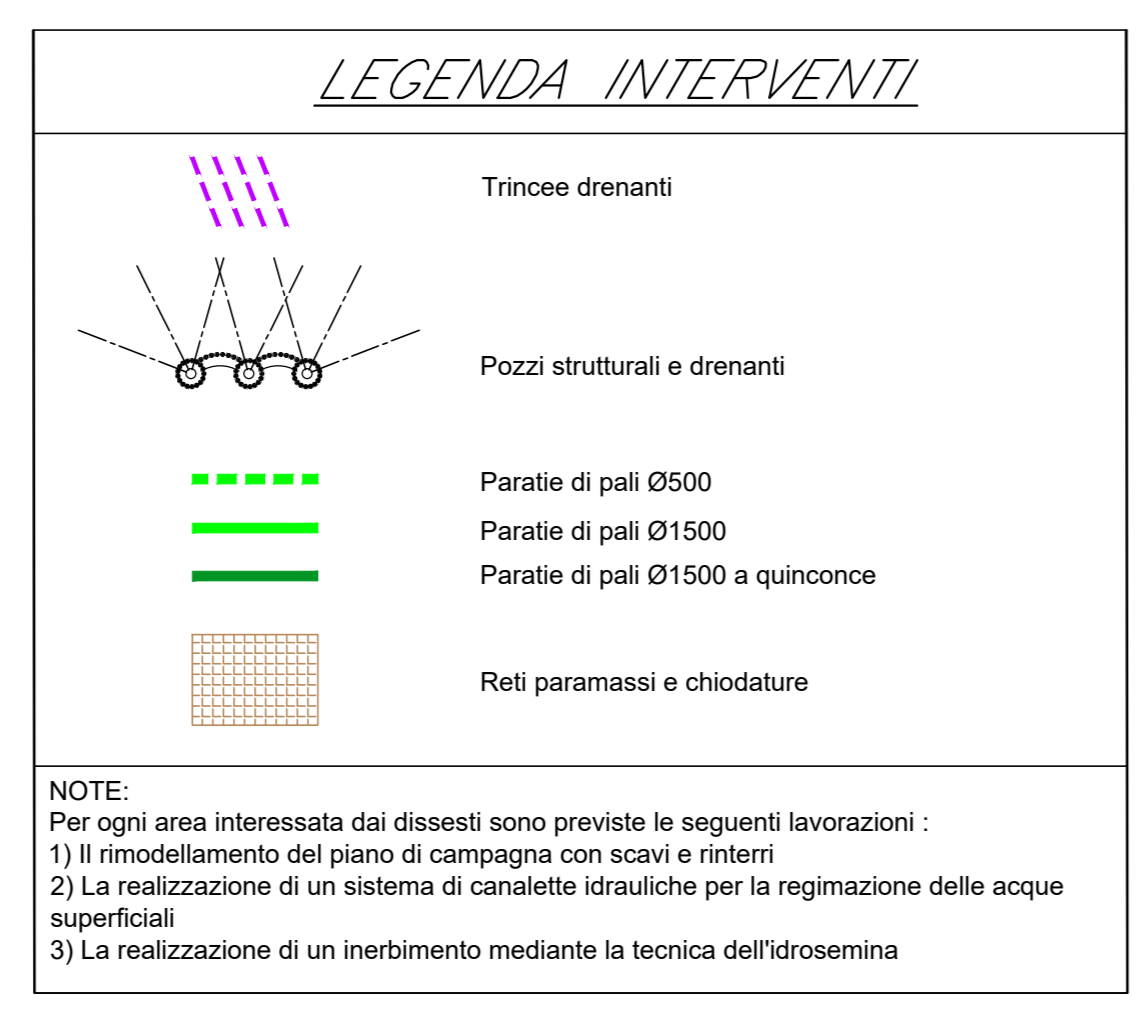 LEGENDA INTERVENTI
Trincee drenanti
Pozzi strutturali e drenanti
Paratie di pali Ø500
Paratie di pali Ø1500
Paratie di pali Ø1500 a quinconce
Reti paramassi e chiodature
NOTE:
Per ogni area interessata dai dissesti sono previste le seguenti lavorazioni :
1) Il rimodellamento del piano di campagna con scavi e rinterri
2) La realizzazione di un sistema di canalette idrauliche per la regimazione delle acque
superficiali
3) La realizzazione di un inerbimento mediante la tecnica dell'idrosemina